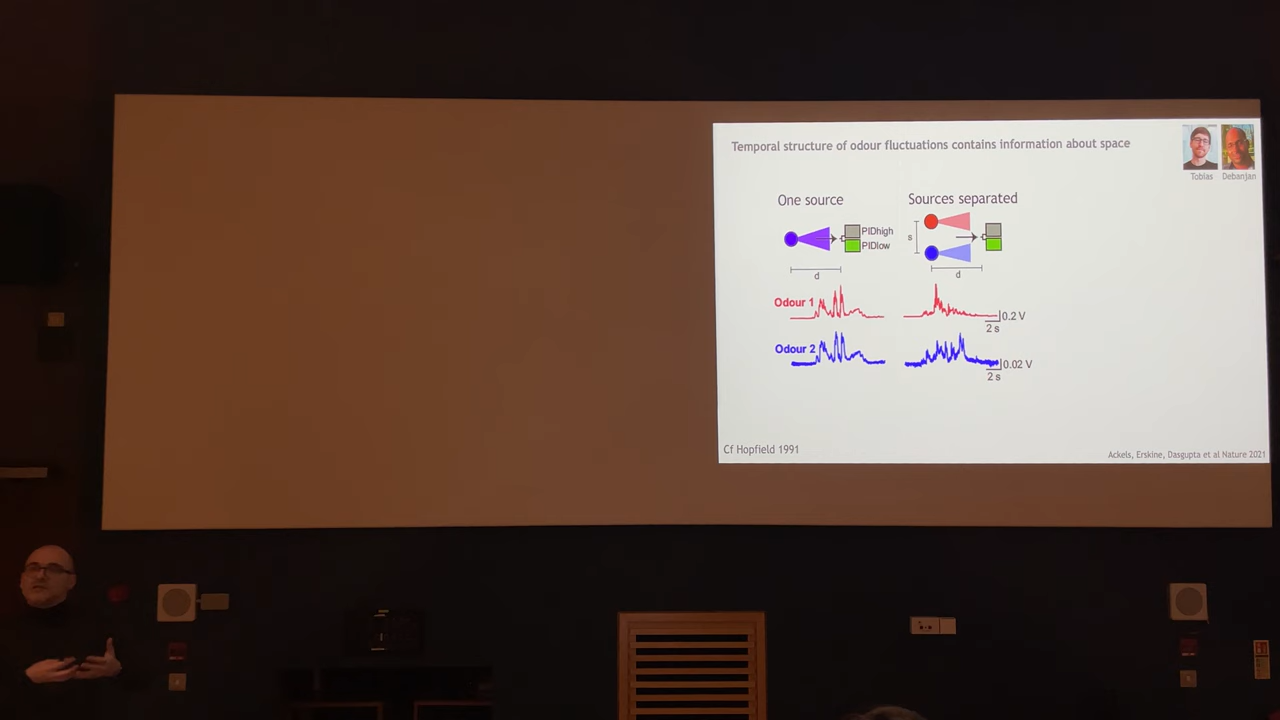 Temporal structure of odour fluctuations contains information about space
Tobias Debanjan
One source
Sources separated
PIDhigh
PIDlow
d
s
d
Odour 1
0.2 V
2 s
Odour 2
0.02 V
2 s
Cf Hopfield 1991
Ackels, Erskine, Dasgupta et al Nature 2021